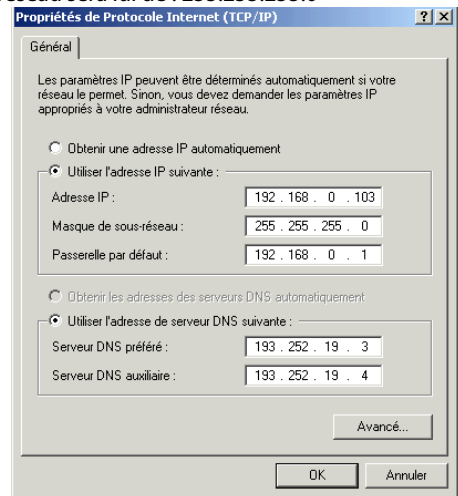 Propriétés de Protocole Internet (TCP/IP)
Général
Les paramètres IP peuvent être déterminés automatiquement si votre
réseau le permet. Sinon, vous devez demander les paramètres IP
appropriés à votre administrateur réseau.
Obtenir une adresse IP automatiquement
Utiliser l'adresse IP suivante :
Adresse IP : 192 . 168 . 0 . 103
Masque de sous-réseau : 255 . 255 . 255 . 0
Passerelle par défaut : 192 . 168 . 0 . 1
Obtenir les adresses des serveurs DNS automatiquement
Utiliser l'adresse de serveur DNS suivante :
Serveur DNS préféré : 193 . 252 . 19 . 3
Serveur DNS auxiliaire : 193 . 252 . 19 . 4
Avancé...
OK Annuler